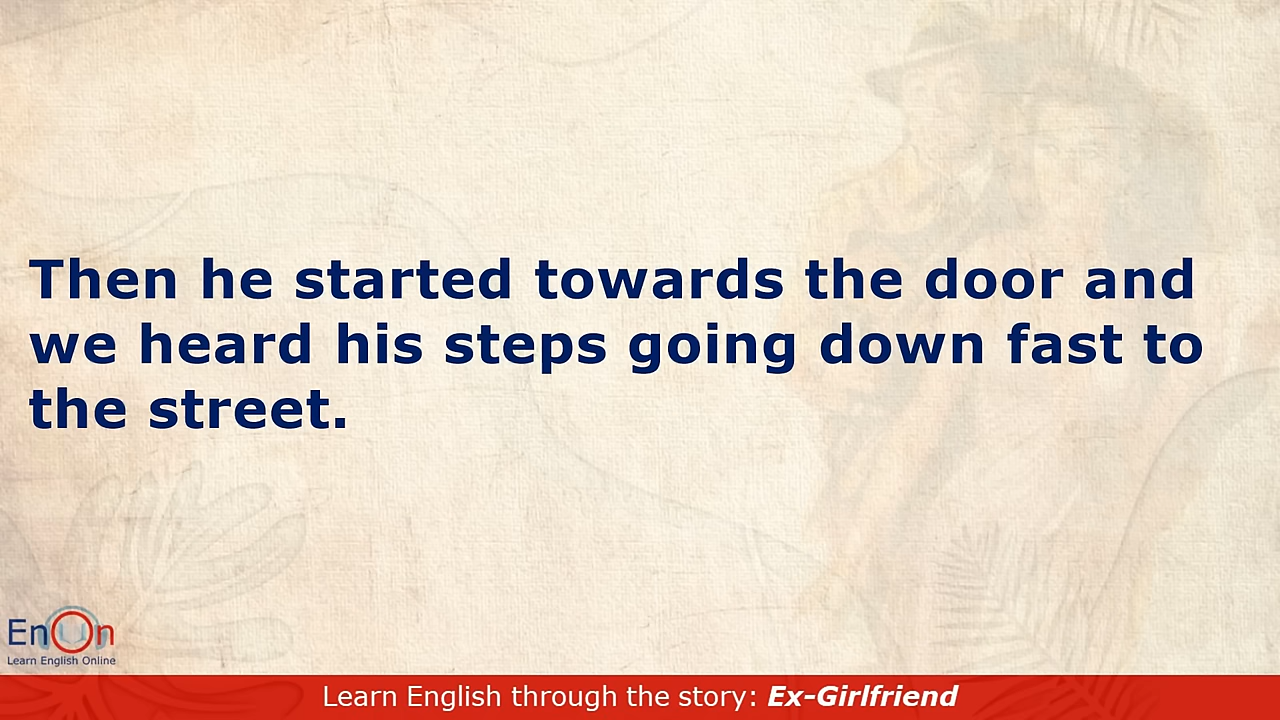 Then he started towards the door and
we heard his steps going down fast to
the street.
EnOn
Learn English Online
Learn English through the story: Ex-Girlfriend